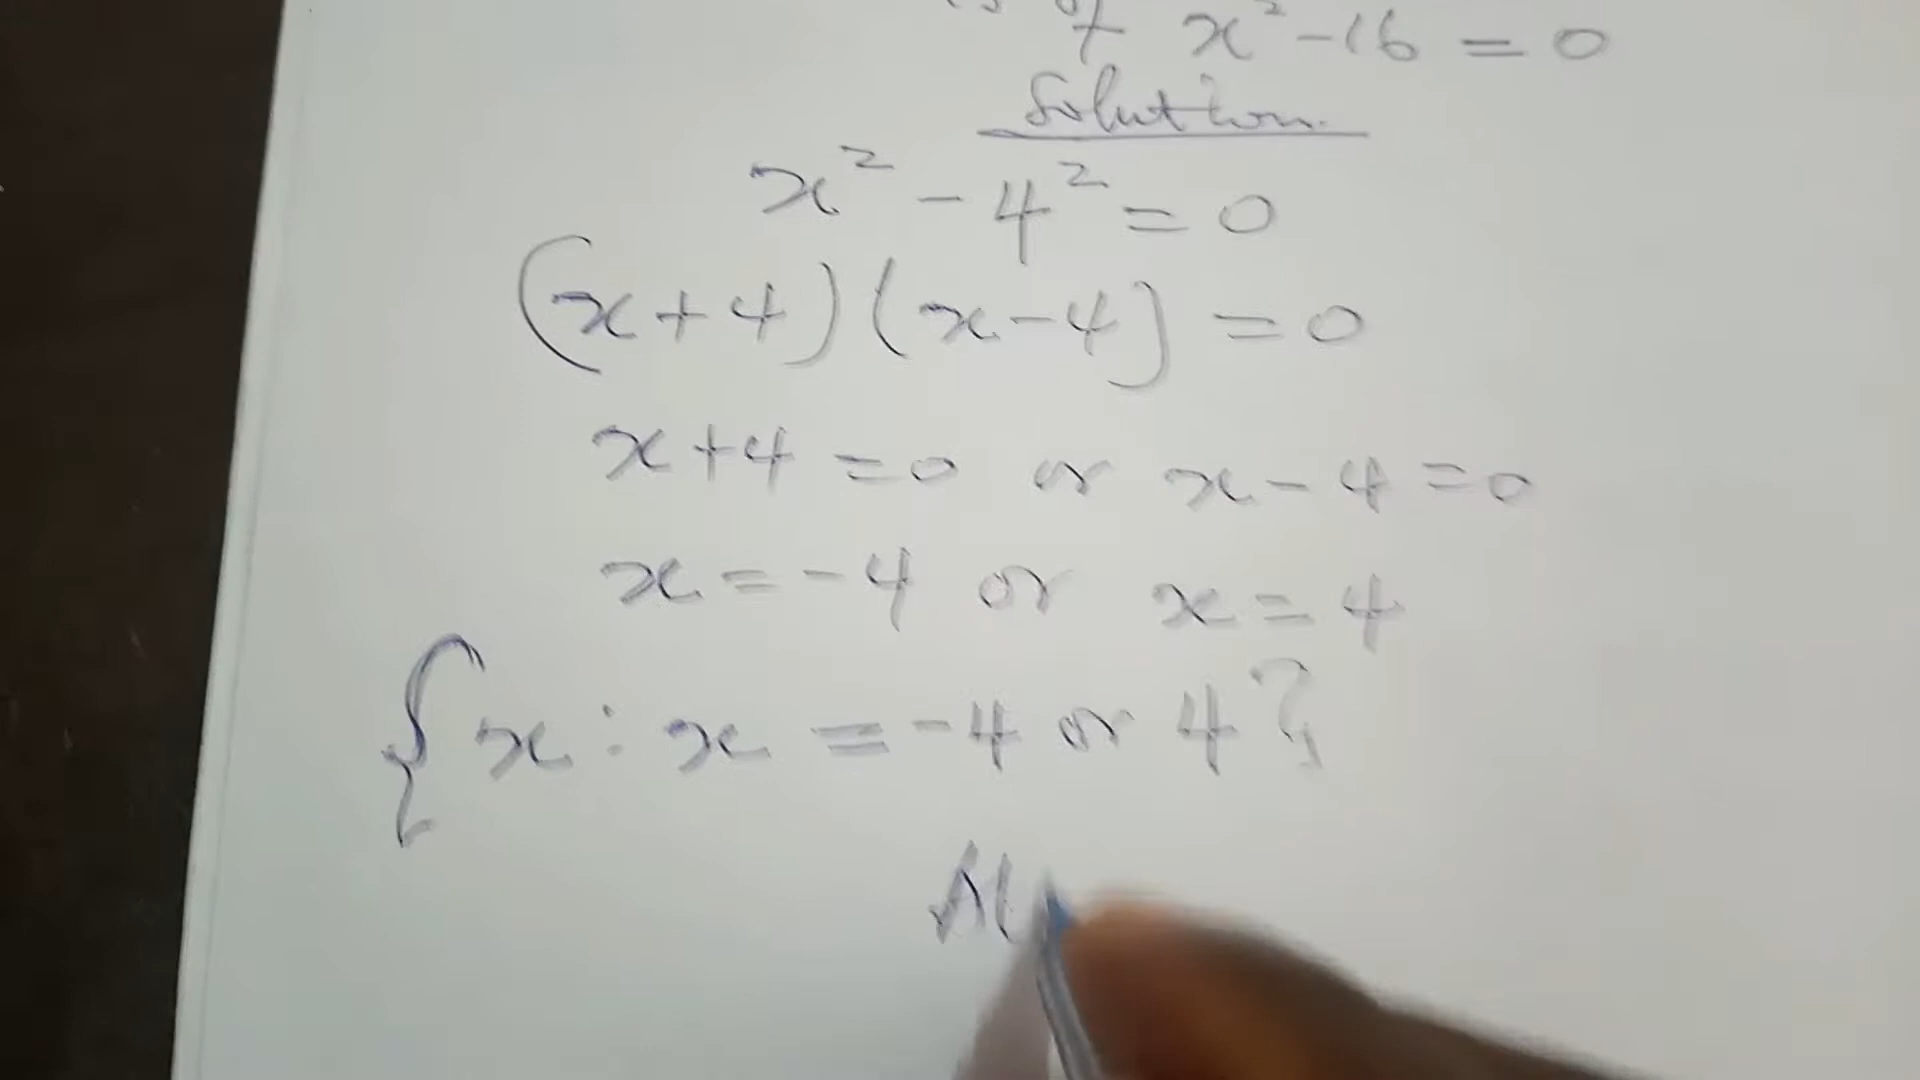 of x² - 16 = 0
Solution
x² - 4² = 0
(x + 4) (x - 4) = 0
x + 4 = 0 or x - 4 = 0
x = -4 or x = 4
{x : x = -4 or 4}